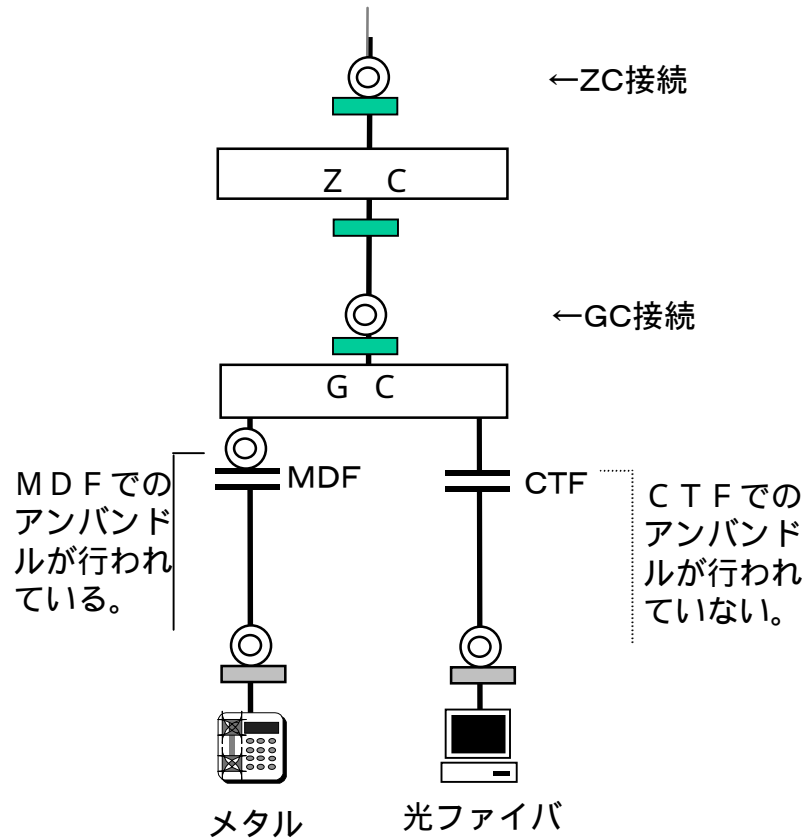 ←ZC接続
Z C
←GC接続
G C
MDF
CTF
MDFでの
アンバンド
ルが行われ
ている。
CTFでの
アンバンド
ルが行われ
ていない。
メタル
光ファイバ